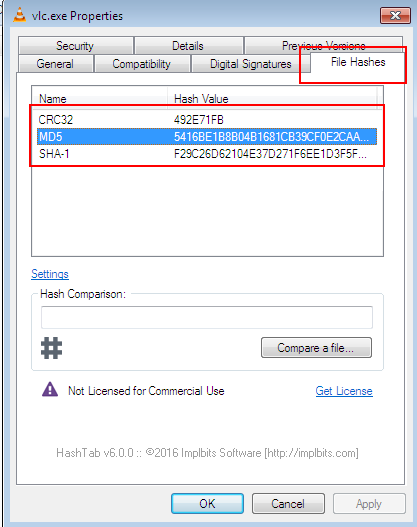 vlc.exe Properties
Security Details Previous Versions
General Compatibility Digital Signatures File Hashes
Name Hash Value
CRC32 492E71FB
MD5 5416BE1B8B04B1681CB39CF0E2CAA...
SHA-1 F29C26D62104E37D271F6EE1D3F5F...
Settings
Hash Comparison:
Compare a file...
Not Licensed for Commercial Use Get License
HashTab v6.0.0 :: ©2016 Implbits Software [http://implbits.com]
OK Cancel Apply